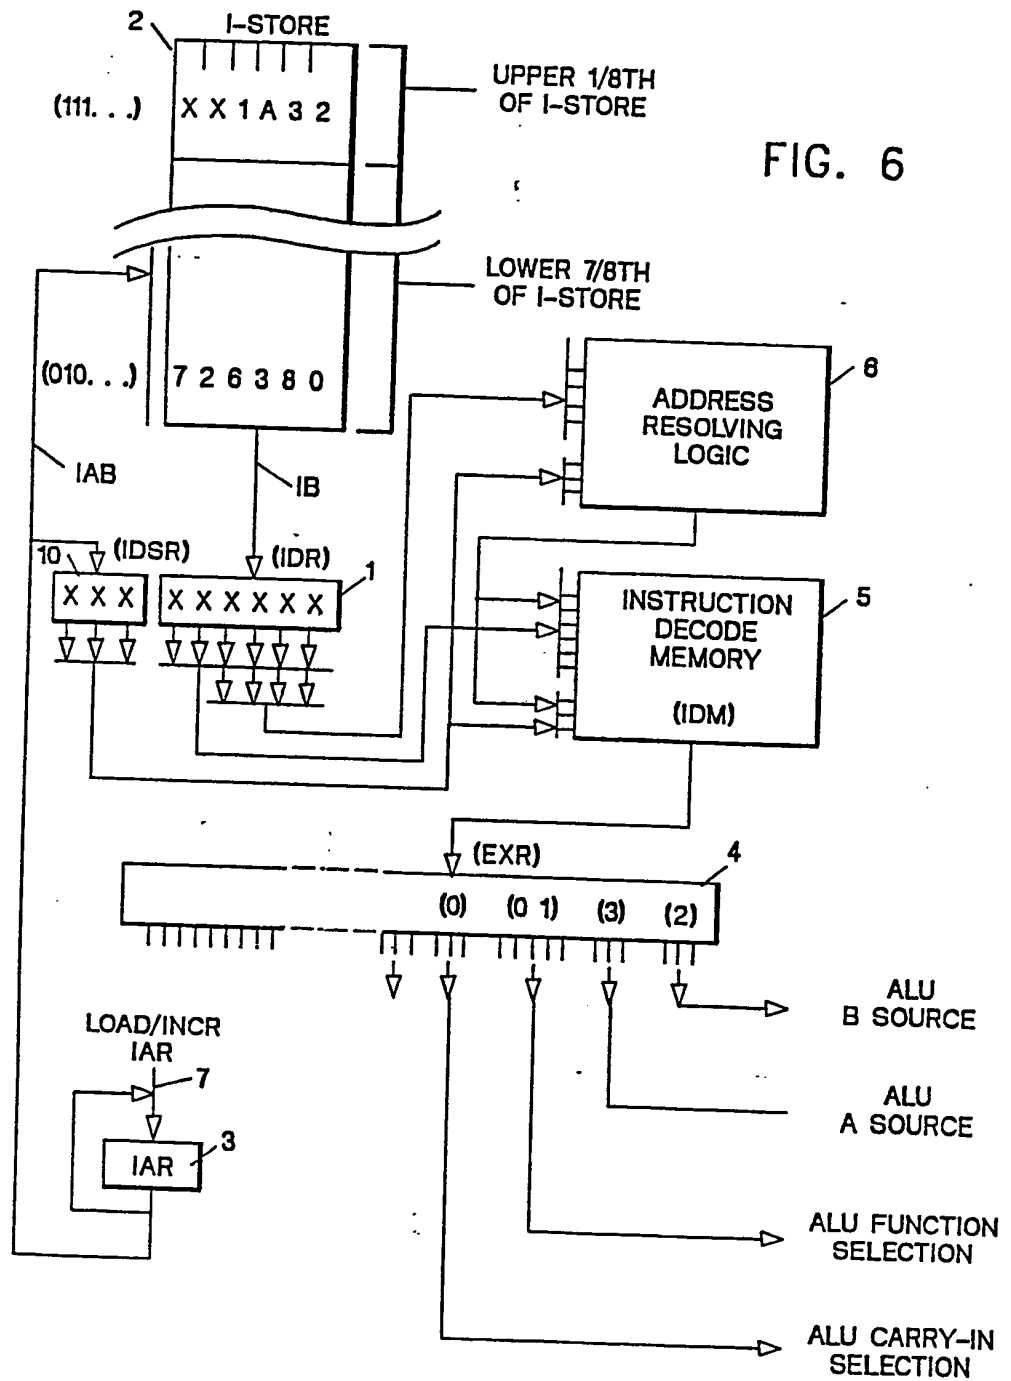 2
I-STORE
(111. . .)
X X 1 A 3 2
UPPER 1/8TH
OF I-STORE
FIG. 6
LOWER 7/8TH
OF I-STORE
(010. . .)
7 2 6 3 8 0
6
ADDRESS
RESOLVING
LOGIC
IAB
IB
10
(IDSR)
(IDR)
1
X X X
X X X X X X
5
INSTRUCTION
DECODE
MEMORY
(IDM)
(EXR)
4
(0)
(0 1)
(3)
(2)
ALU
B SOURCE
LOAD/INCR
IAR
7
ALU
A SOURCE
3
IAR
ALU FUNCTION
SELECTION
ALU CARRY-IN
SELECTION